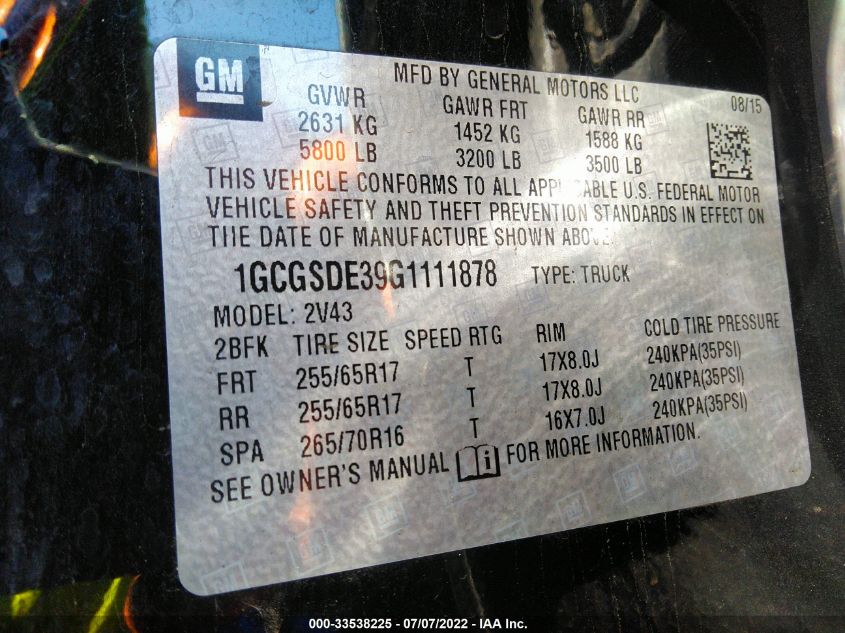 GM
MFD BY GENERAL MOTORS LLC
08/15
GVWR GAWR FRT GAWR RR
2631 KG 1452 KG 1588 KG
5800 LB 3200 LB 3500 LB
THIS VEHICLE CONFORMS TO ALL APP CABLE U.S. FEDERAL MOTOR
VEHICLE SAFETY AND THEFT PREVENTION STANDARDS IN EFFECT ON
THE DATE OF MANUFACTURE SHOWN ABOVE.
1GCGSDE39G1111878 TYPE: TRUCK
MODEL: 2V43
2BFK TIRE SIZE SPEED RTG RIM COLD TIRE PRESSURE
FRT 255/65R17 T 17X8.0J 240KPA(35PSI)
RR 255/65R17 T 17X8.0J 240KPA(35PSI)
SPA 265/70R16 T 16X7.0J 240KPA(35PSI)
SEE OWNER'S MANUAL i FOR MORE INFORMATION.
000-33538225 - 07/07/2022 - IAA Inc.